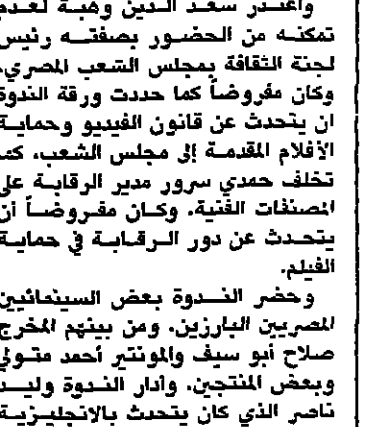 واعتذر سعد الدين وهبة لعدم
تمكنه من الحضور بصفته رئيس
لجنة الثقافة بمجلس الشعب المصري،
وكان مفروضاً كما حددت ورقة الندوة
ان يتحدث عن قانون الفيديو وحماية
الأفلام المقدمة إلى مجلس الشعب، كما
تخلف حمدي سرور مدير الرقابة على
المصنفات الفنية، وكان مفروضاً أن
يتحدث عن دور الرقابة في حماية
الفيلم.
وحضر الندوة بعض السينمائيين
المصريين البارزين، ومن بينهم المخرج
صلاح أبو سيف والمونتير أحمد متولي
وبعض المنتجين، وأدار الندوة وليد
ناصر الذي كان يتحدث بالانجليزية